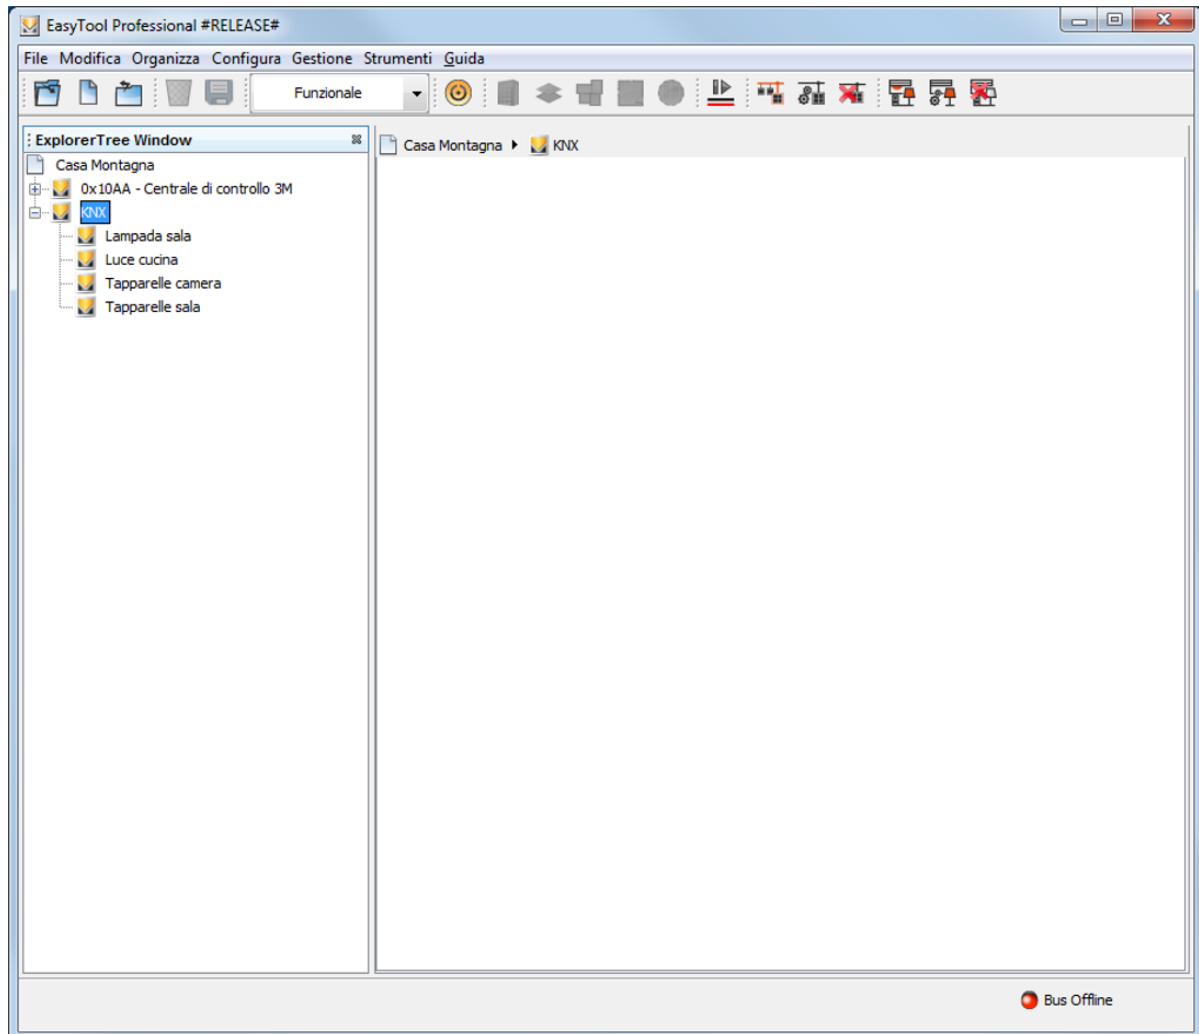 EasyTool Professional #RELEASE#
File Modifica Organizza Configura Gestione Strumenti Guida
Funzionale
ExplorerTree Window
Casa Montagna KNX
Casa Montagna
0x10AA - Centrale di controllo 3M
KNX
Lampada sala
Luce cucina
Tapparelle camera
Tapparelle sala
Bus Offline